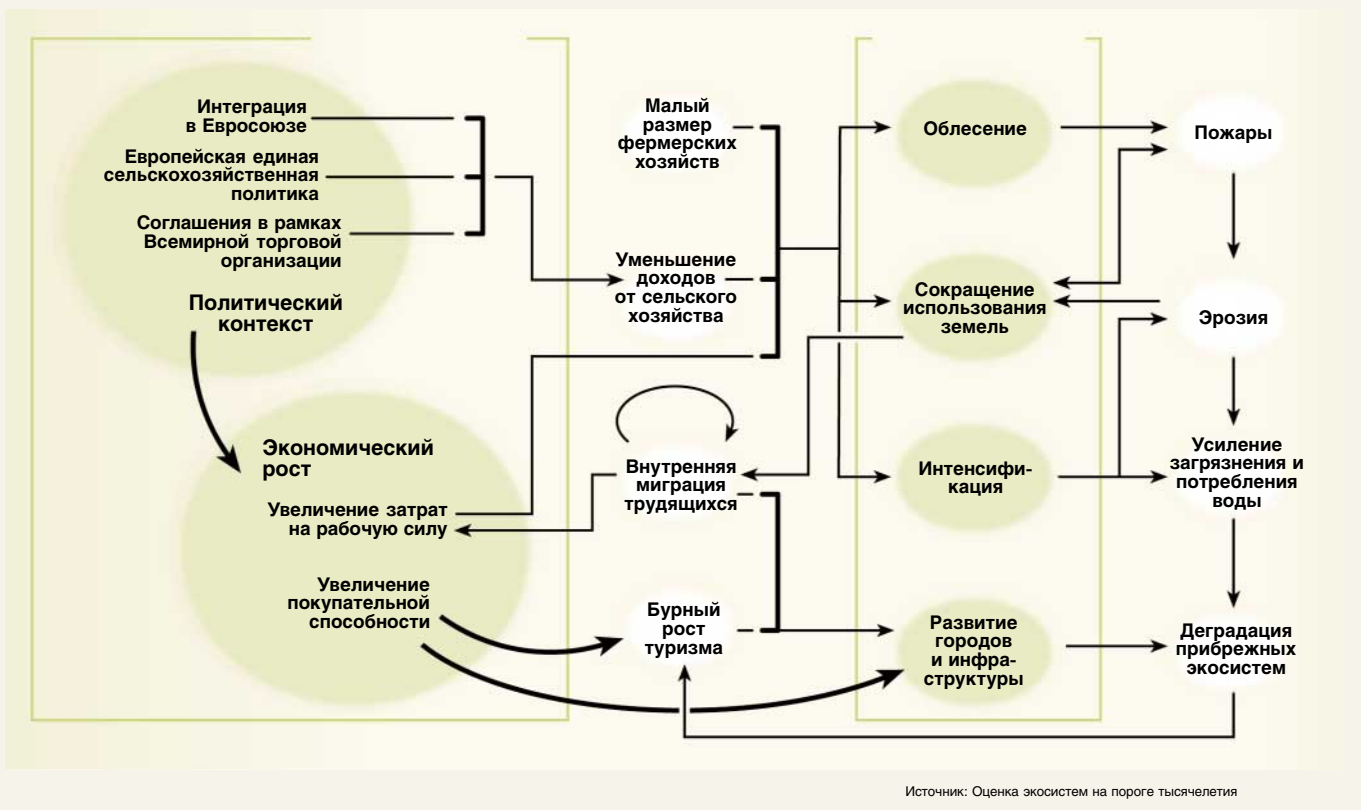 Интеграция
в Евросоюзе
Европейская единая
сельскохозяйственная
политика
Соглашения в рамках
Всемирной торговой
организации
Политический
контекст
Экономический
рост
Увеличение затрат
на рабочую силу
Увеличение
покупательной
способности
Малый
размер
фермерских
хозяйств
Уменьшение
доходов
от сельского
хозяйства
Внутренняя
миграция
трудящихся
Бурный
рост
туризма
Облесение
Сокращение
использования
земель
Интенсифи-
кация
Развитие
городов
и инфра-
структуры
Пожары
Эрозия
Усиление
загрязнения и
потребления
воды
Деградация
прибрежных
экосистем
Источник: Оценка экосистем на пороге тысячелетия